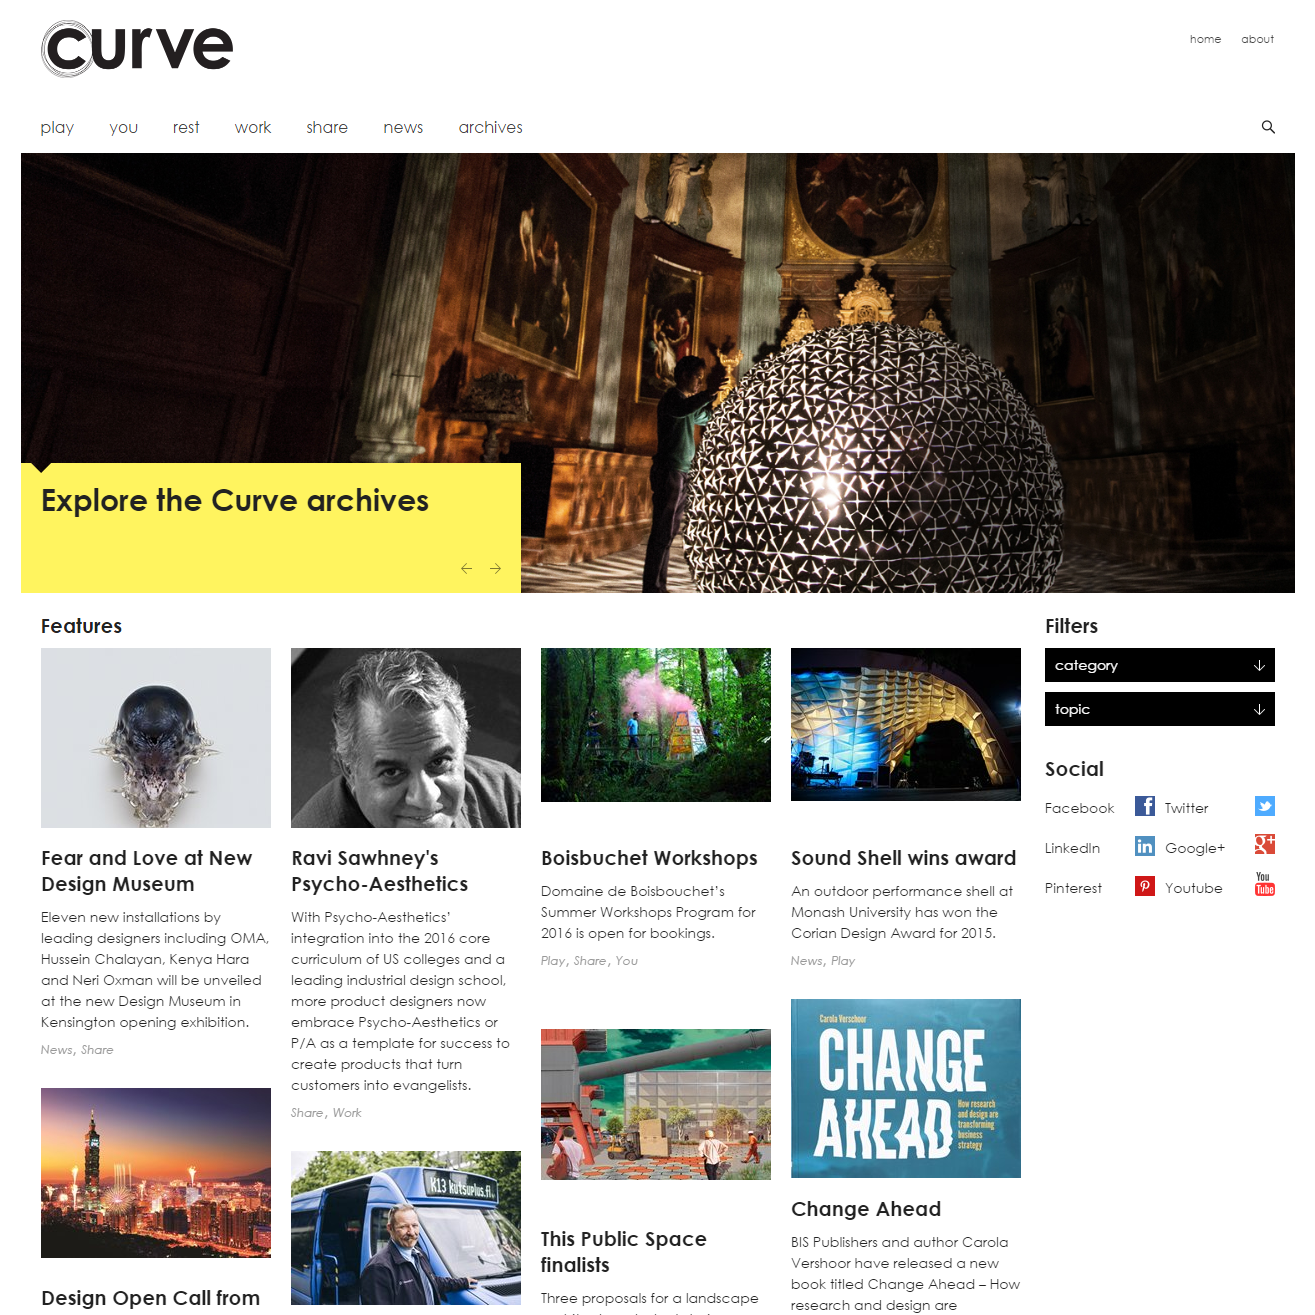 curve
home about
play you rest work share news archives
Explore the Curve archives
Features
Fear and Love at New
Design Museum
Eleven new installations by
leading designers including OMA,
Hussein Chalayan, Kenya Hara
and Neri Oxman will be unveiled
at the new Design Museum in
Kensington opening exhibition.
News, Share
Design Open Call from
Ravi Sawhney's
Psycho-Aesthetics
With Psycho-Aesthetics’
integration into the 2016 core
curriculum of US colleges and a
leading industrial design school,
more product designers now
embrace Psycho-Aesthetics or
P/A as a template for success to
create products that turn
customers into evangelists.
Share, Work
K13 kutsuplus.fi
Boisbuchet Workshops
Domaine de Boisbouchet’s
Summer Workshops Program for
2016 is open for bookings.
Play, Share, You
This Public Space
finalists
Three proposals for a landscape
Sound Shell wins award
An outdoor performance shell at
Monash University has won the
Corian Design Award for 2015.
News, Play
Carola Verschoor
CHANGE
AHEAD
How research
and design are
transforming
business
strategy
Change Ahead
BIS Publishers and author Carola
Vershoor have released a new
book titled Change Ahead – How
research and design are
Filters
category
topic
Social
Facebook f Twitter
LinkedIn in Google+ g+
Pinterest Youtube You
Tube